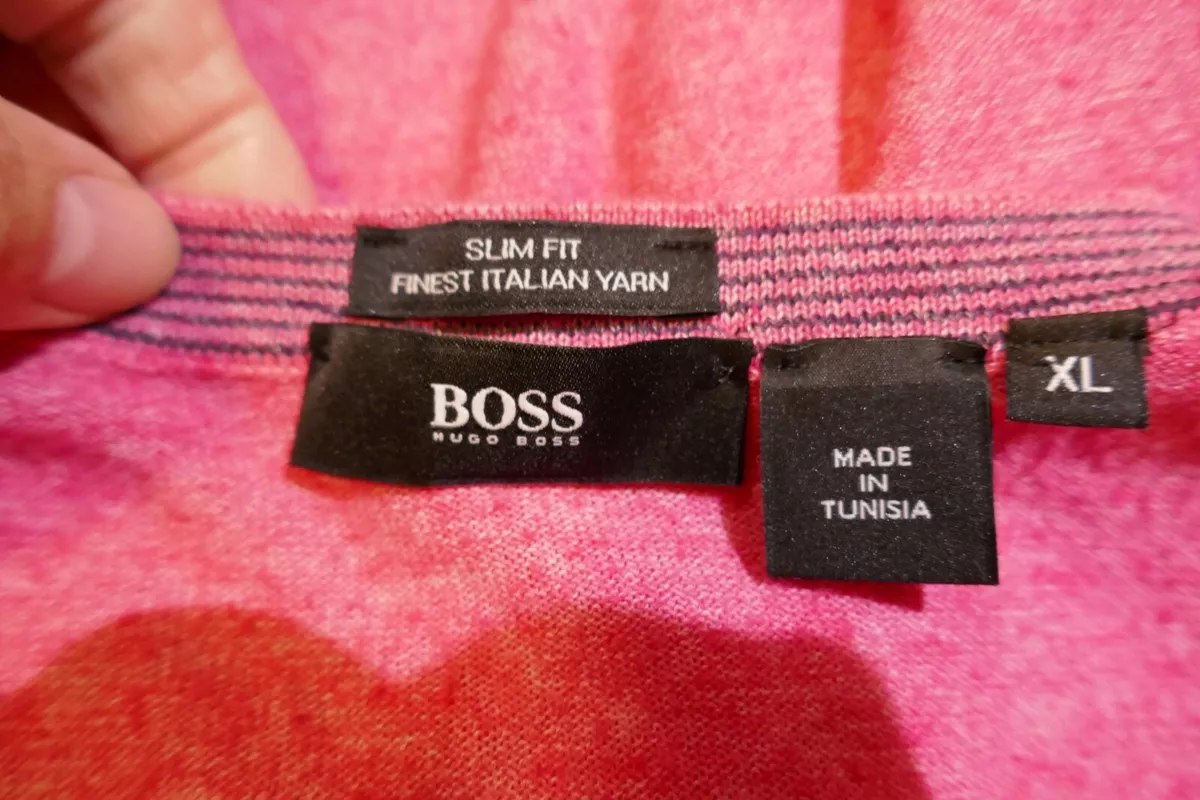 SLIM FIT
FINEST ITALIAN YARN
BOSS
HUGO BOSS
MADE
IN
TUNISIA
XL